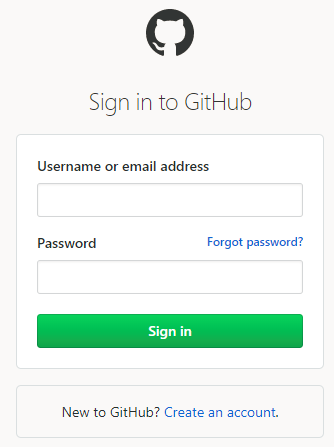 Sign in to GitHub
Username or email address
Password Forgot password?
Sign in
New to GitHub? Create an account.